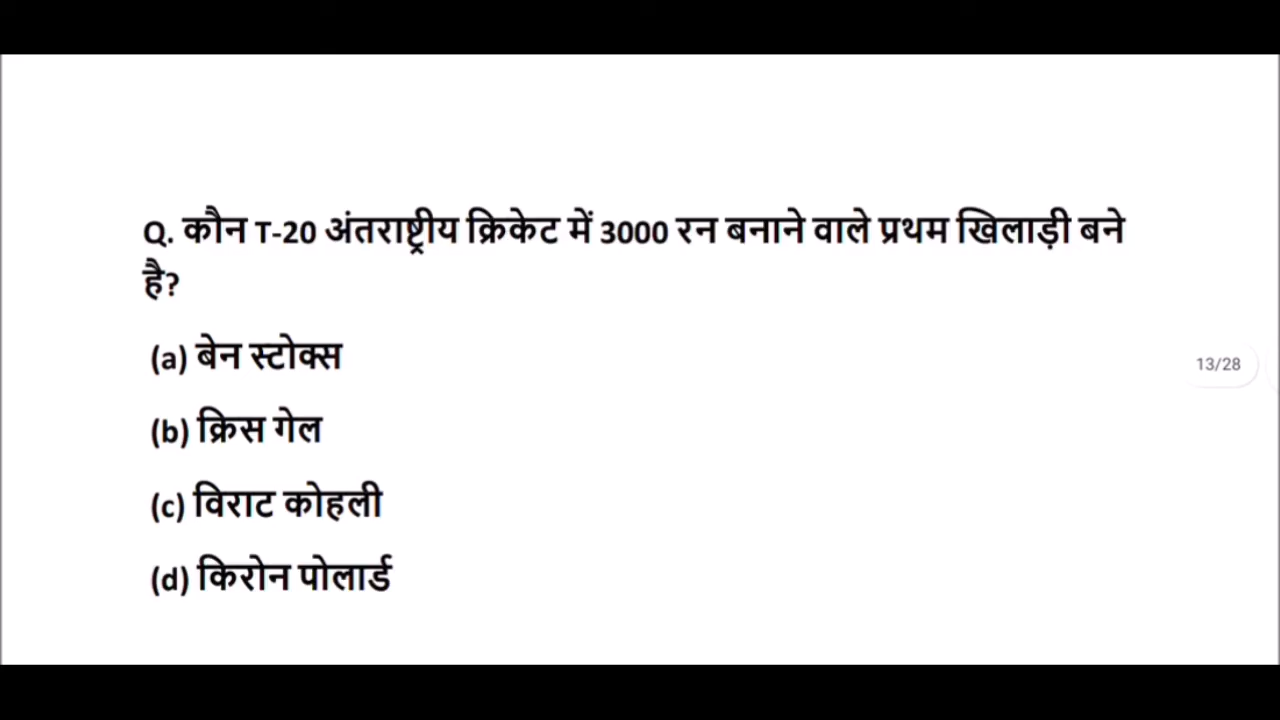 Q. कौन T-20 अंतराष्ट्रीय क्रिकेट में 3000 रन बनाने वाले प्रथम खिलाड़ी बने
है?
(a) बेन स्टोक्स
13/28
(b) क्रिस गेल
(c) विराट कोहली
(d) किरोन पोलार्ड